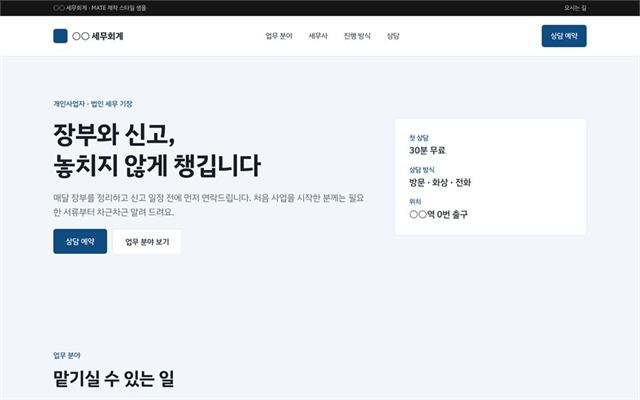 ○○ 세무회계 · MATE 제작 스타일 샘플
오시는 길
○○ 세무회계
업무 분야
세무사
진행 방식
상담
상담 예약
개인사업자 · 법인 세무 기장
장부와 신고,
놓치지 않게 챙깁니다
매달 장부를 정리하고 신고 일정 전에 먼저 연락드립니다. 처음 사업을 시작한 분께는 필요
한 서류부터 차근차근 알려 드려요.
상담 예약
업무 분야 보기
첫 상담
30분 무료
상담 방식
방문 · 화상 · 전화
위치
○○역 0번 출구
업무 분야
맡기실 수 있는 일